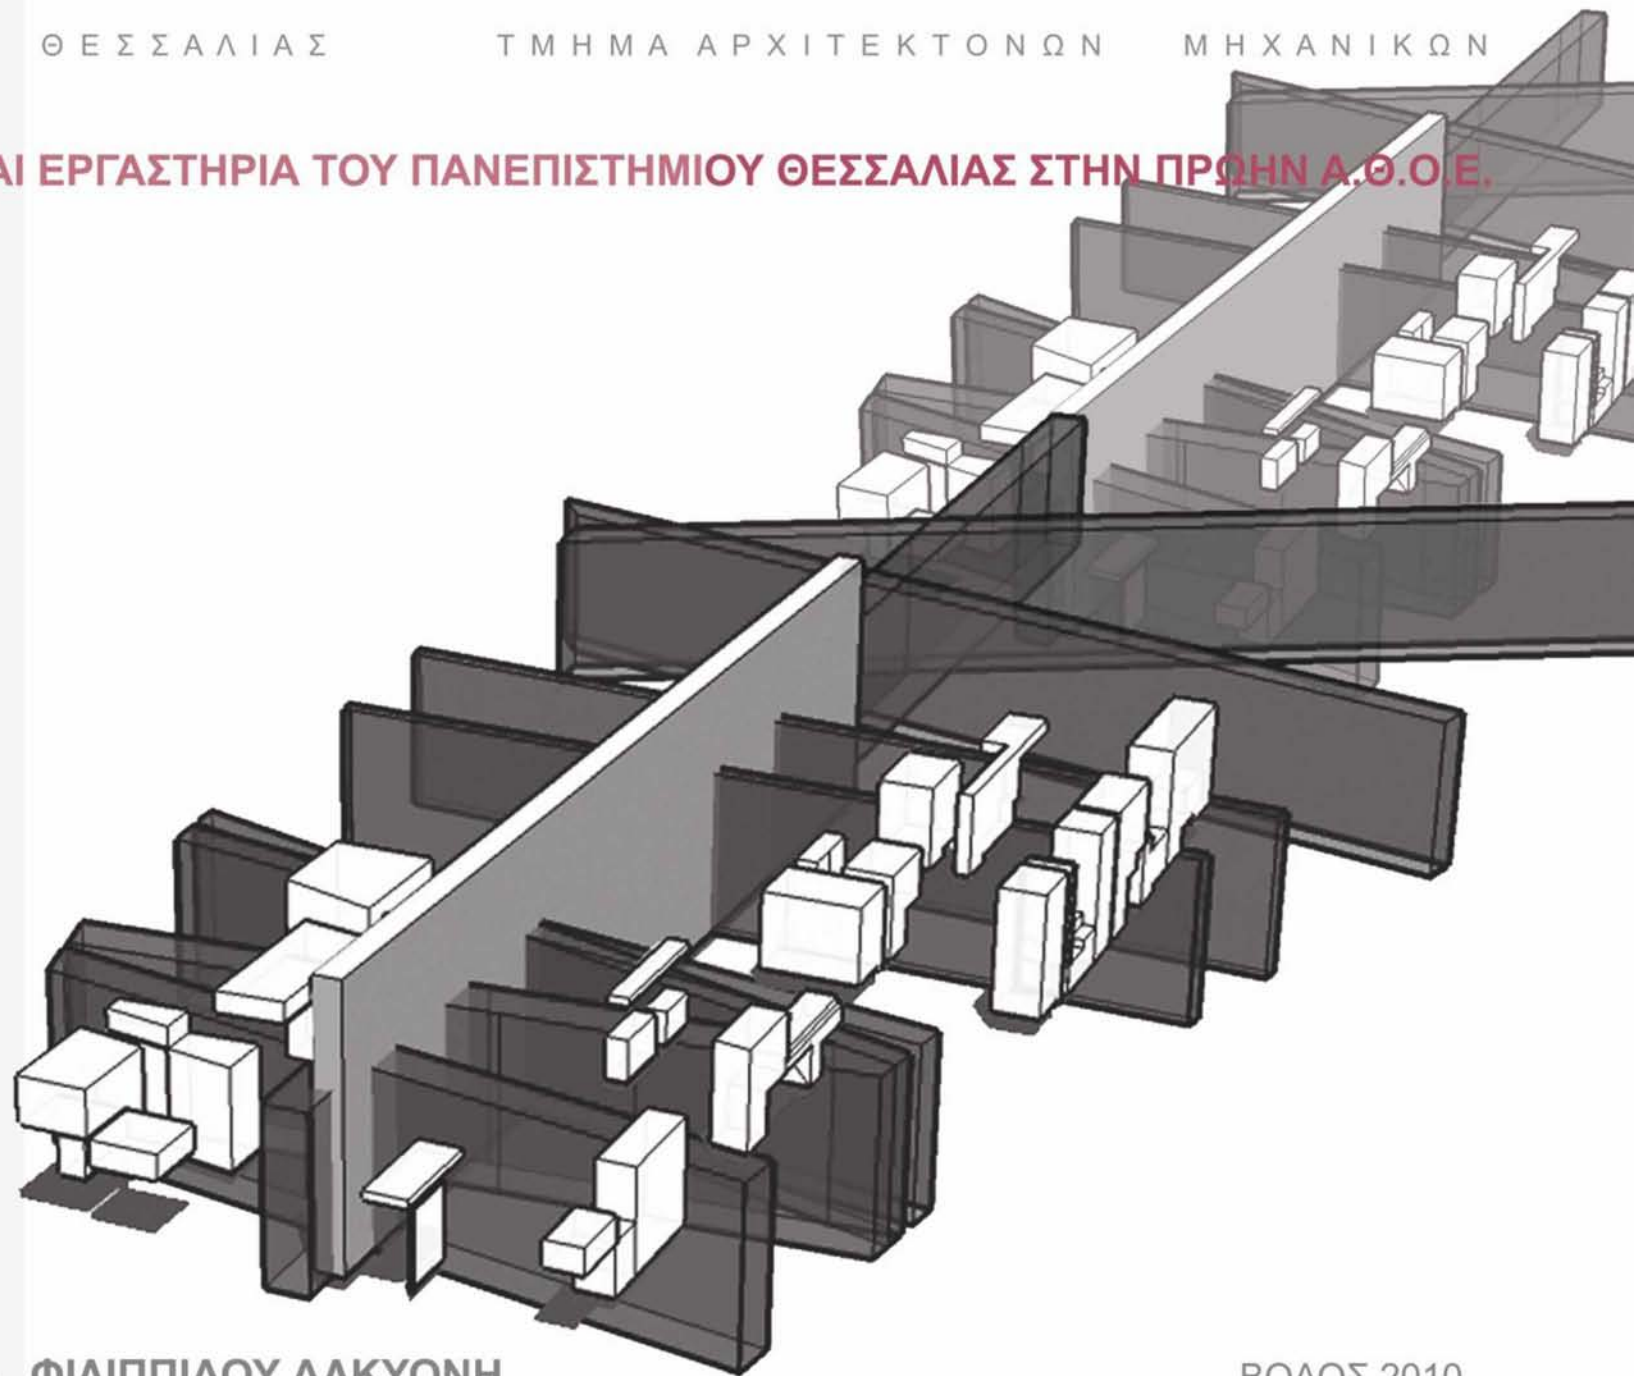 ΘΕΣΣΑΛΙΑΣ ΤΜΗΜΑ ΑΡΧΙΤΕΚΤΟΝΩΝ ΜΗΧΑΝΙΚΩΝ
ΑΙ ΕΡΓΑΣΤΗΡΙΑ ΤΟΥ ΠΑΝΕΠΙΣΤΗΜΙΟΥ ΘΕΣΣΑΛΙΑΣ ΣΤΗΝ ΠΡΩΗΝ Α.Θ.Ο.Ε.
ΦΙΛΙΠΠΙΔΟΥ ΑΛΚΥΟΝΗ ΒΟΛΟΣ 2010